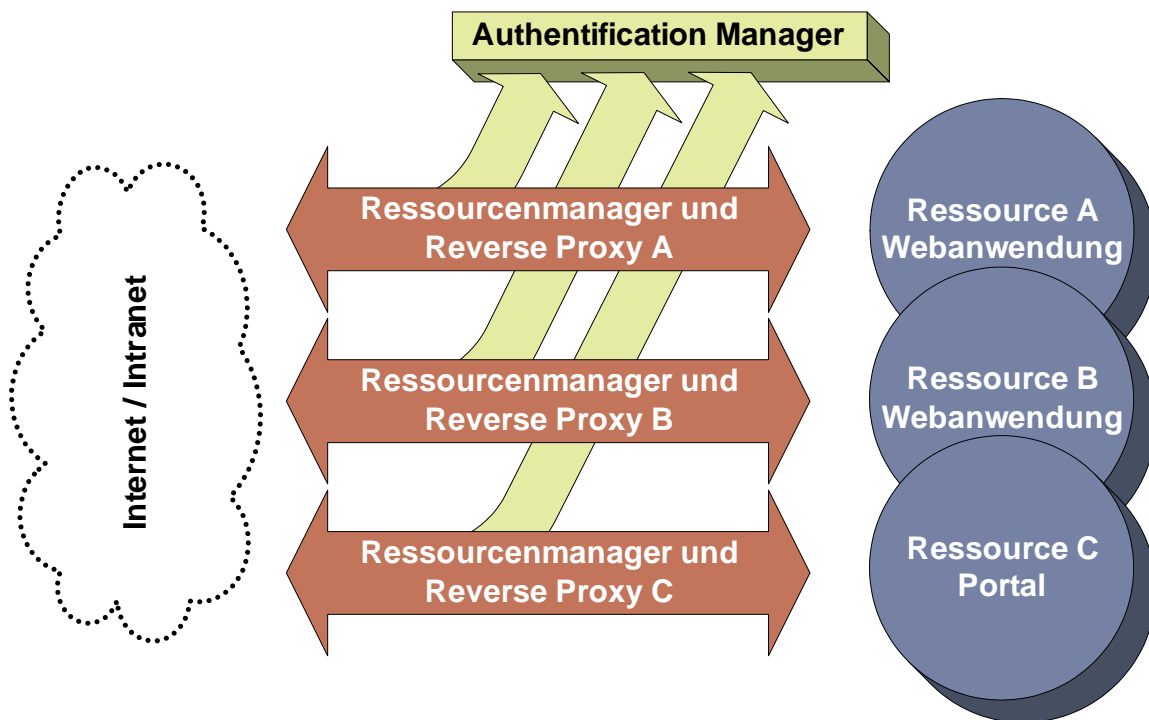 Authentification Manager
Internet / Intranet
Ressourcenmanager und
Reverse Proxy A
Ressource A
Webanwendung
Ressourcenmanager und
Reverse Proxy B
Ressource B
Webanwendung
Ressourcenmanager und
Reverse Proxy C
Ressource C
Portal